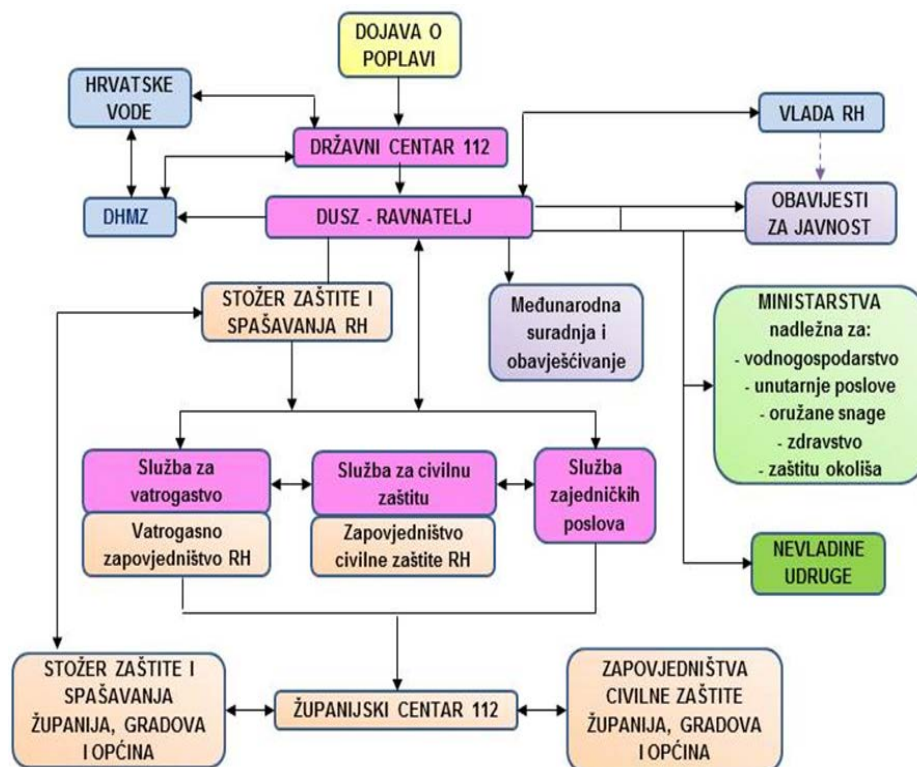 DOJAVA O
POPLAVI
HRVATSKE
VODE
VLADA RH
DRŽAVNI CENTAR 112
DHMZ
DUSZ - RAVNATELJ
OBAVIJESTI
ZA JAVNOST
STOŽER ZAŠTITE I
SPAŠAVANJA RH
Međunarodna
suradnja i
obavješćivanje
MINISTARSTVA
nadležna za:
- vodnogospodarstvo
- unutarnje poslove
- oružane snage
- zdravstvo
- zaštitu okoliša
Služba za
vatrogastvo
Vatrogasno
zapovjedništvo RH
Služba za civilnu
zaštitu
Zapovjedništvo
civilne zaštite RH
Služba
zajedničkih
poslova
NEVLADINE
UDRUGE
STOŽER ZAŠTITE I
SPAŠAVANJA
ŽUPANIJA, GRADOVA
I OPĆINA
ŽUPANIJSKI CENTAR 112
ZAPOVJEDNIŠTVA
CIVILNE ZAŠTITE
ŽUPANIJA, GRADOVA
I OPĆINA